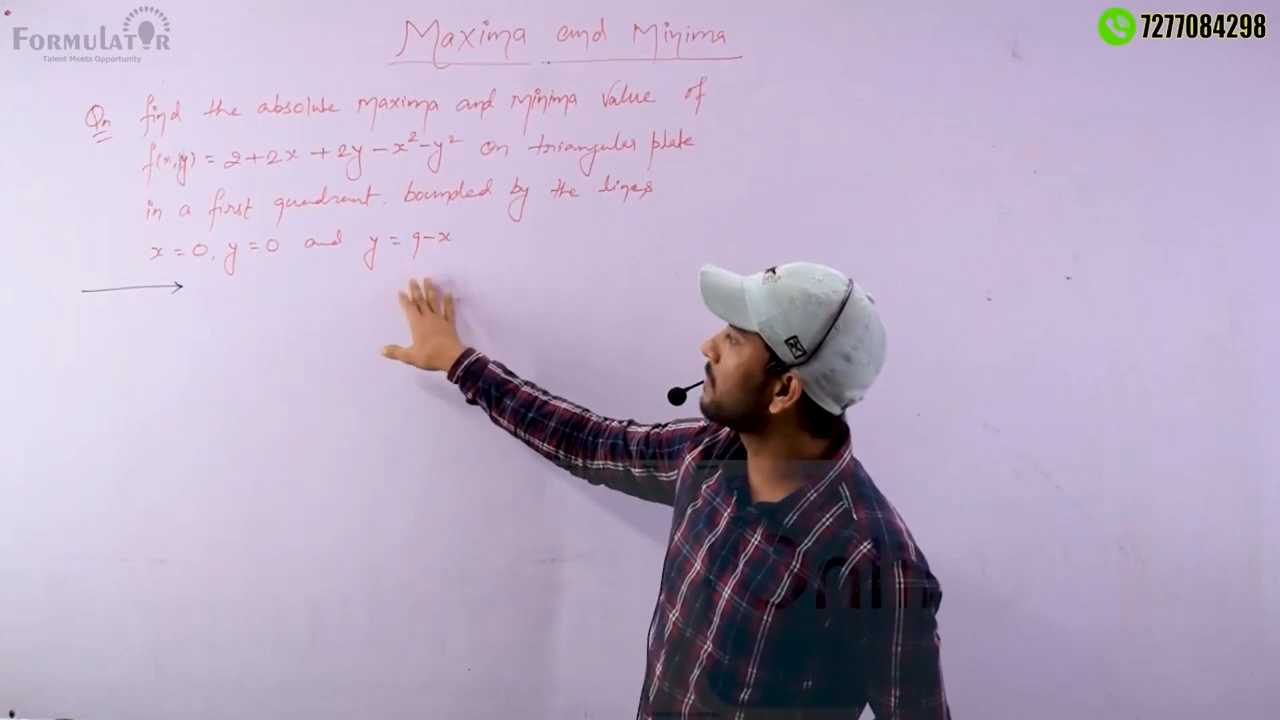 FORMULATOR
Talent Meets Opportunity
7277084298
Maxima and Minima
Qn find the absolute Maxima and Minima value of
f(x,y) = 2+2x+2y-x²-y² on triangular plate
in a first quadrant. bounded by the lines
x=0, y=0 and y = 9-x